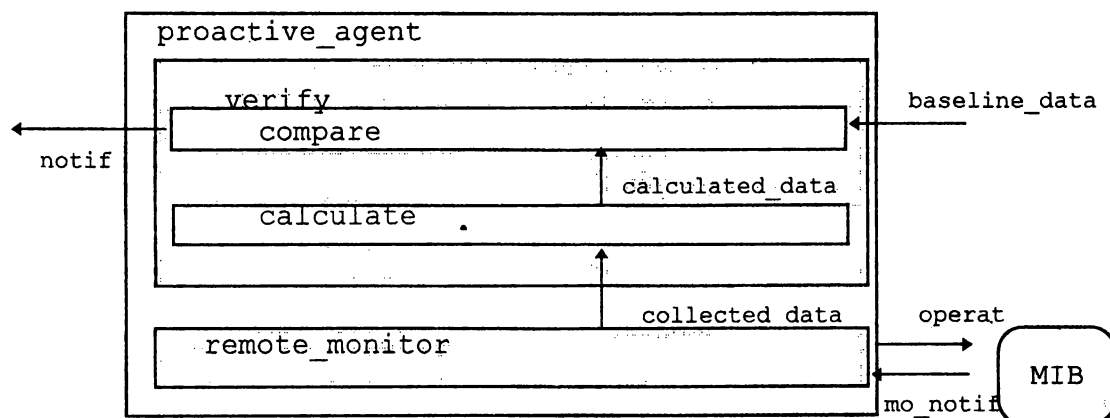 proactive_agent
verify
baseline_data
compare
notif
calculated_data
calculate
collected data
operat
remote_monitor
MIB
mo_notif